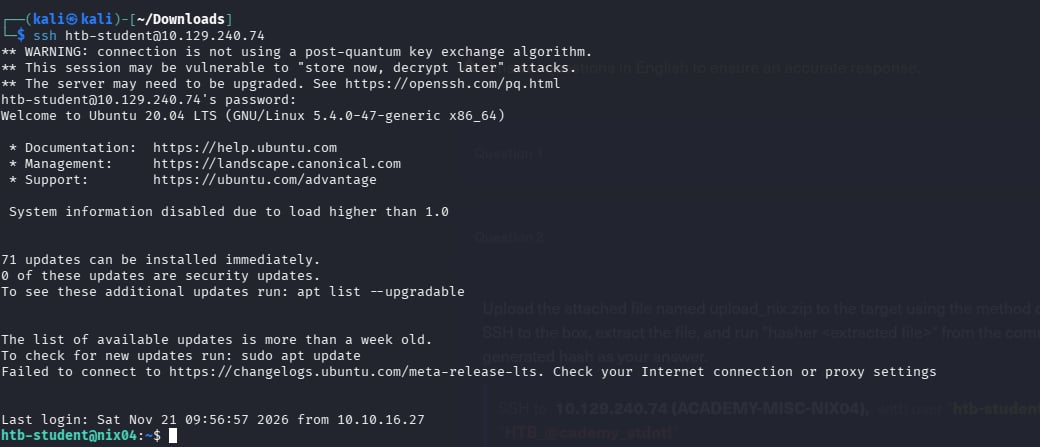 ┌──(kali㉿kali)-[~/Downloads]
└─$ ssh htb-student@10.129.240.74
** WARNING: connection is not using a post-quantum key exchange algorithm.
** This session may be vulnerable to "store now, decrypt later" attacks.
** The server may need to be upgraded. See https://openssh.com/pq.html
htb-student@10.129.240.74's password:
Welcome to Ubuntu 20.04 LTS (GNU/Linux 5.4.0-47-generic x86_64)
* Documentation: https://help.ubuntu.com
* Management: https://landscape.canonical.com
* Support: https://ubuntu.com/advantage
System information disabled due to load higher than 1.0
71 updates can be installed immediately.
0 of these updates are security updates.
To see these additional updates run: apt list --upgradable
The list of available updates is more than a week old.
To check for new updates run: sudo apt update
Failed to connect to https://changelogs.ubuntu.com/meta-release-lts. Check your Internet connection or proxy settings
Last login: Sat Nov 21 09:56:57 2026 from 10.10.16.27
htb-student@nix04:~$
questions in English to ensure an accurate response.
Question 1
Question 2
Upload the attached file named upload_nix.zip to the target using the method
SSH to the box, extract the file, and run "hasher <extracted file>" from the
generated hash as your answer.
SSH to 10.129.240.74 (ACADEMY-MISC-NIX04), with user